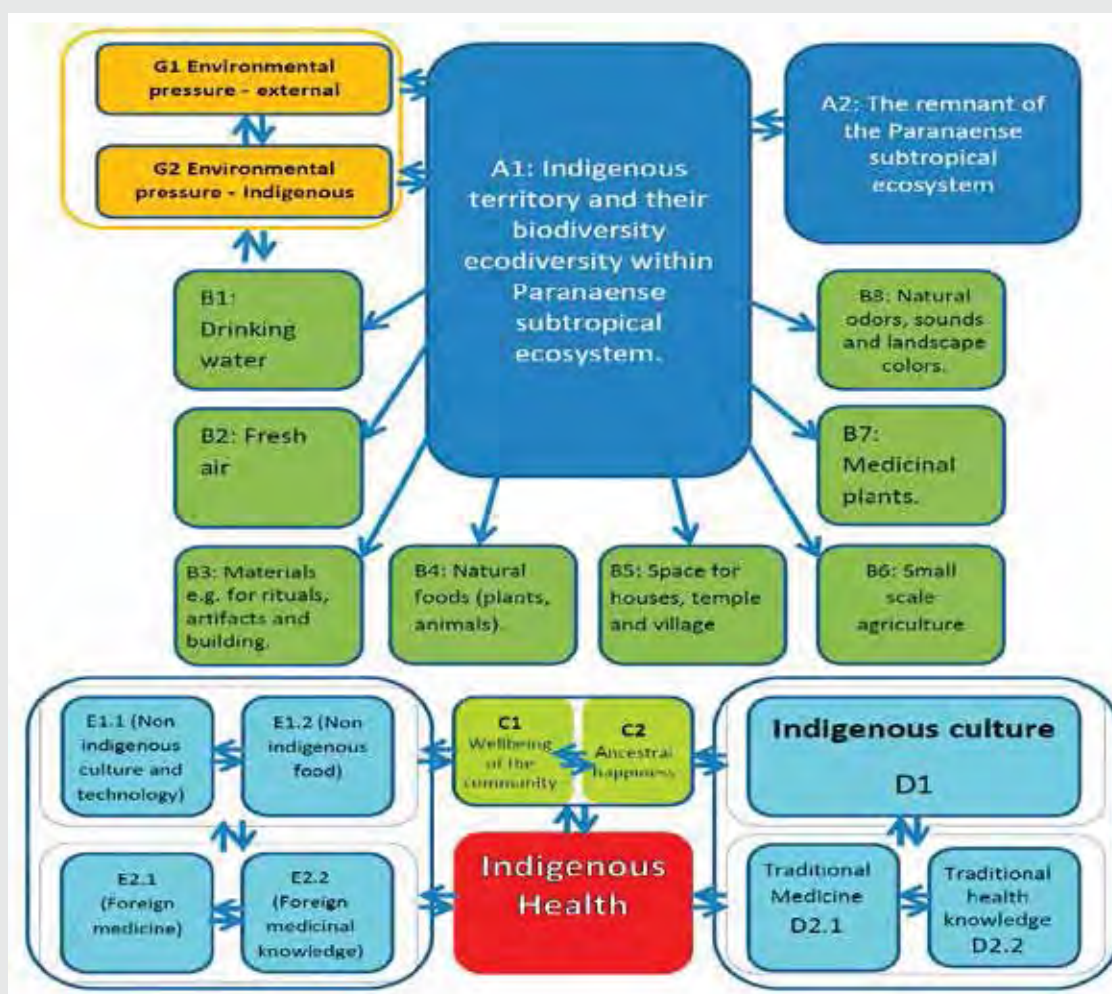 G1 Environmental
pressure - external
G2 Environmental
pressure - Indigenous
A1: Indigenous
territory and their
biodiversity
ecodiversity within
Paranaense
subtropical
ecosystem.
A2: The remnant of
the Paranaense
subtropical
ecosystem
B1:
Drinking
water
B2: Fresh
air
B3: Materials
e.g. for rituals,
artifacts and
building.
B4: Natural
foods (plants,
animals).
B5: Space for
houses, temple
and village
B6: Small
scale
agriculture
B7:
Medicinal
plants.
B8: Natural
odors, sounds
and landscape
colors.
E1.1 (Non
indigenous
culture and
technology)
E1.2 (Non
indigenous
food)
E2.1
(Foreign
medicine)
E2.2
(Foreign
medicinal
knowledge)
C1
Wellbeing
of the
community
C2
Ancestral
happiness
Indigenous
Health
Indigenous culture
D1
Traditional
Medicine
D2.1
Traditional
health
knowledge
D2.2